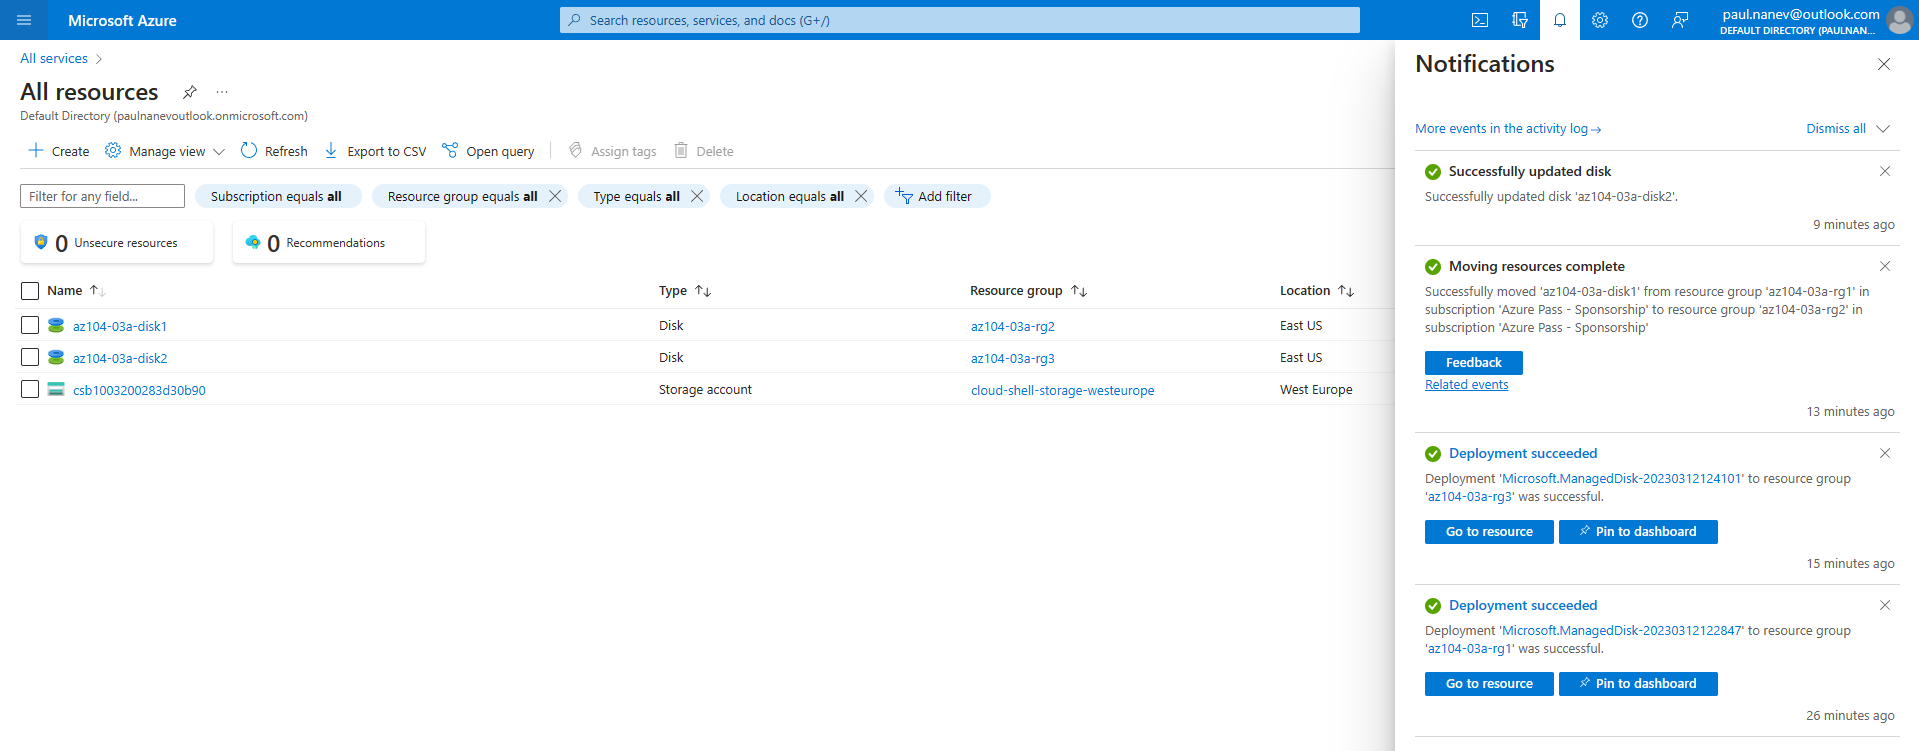 Microsoft Azure
Search resources, services, and docs (G+/)
paul.nanev@outlook.com
DEFAULT DIRECTORY (PAULNAN...
All services
All resources
...
Default Directory (paulnanevoutlook.onmicrosoft.com)
Create
Manage view
Refresh
Export to CSV
Open query
Assign tags
Delete
Filter for any field...
Subscription equals all
Resource group equals all
Type equals all
Location equals all
Add filter
0 Unsecure resources
0 Recommendations
Name
Type
Resource group
Location
az104-03a-disk1
Disk
az104-03a-rg2
East US
az104-03a-disk2
Disk
az104-03a-rg3
East US
csb1003200283d30b90
Storage account
cloud-shell-storage-westeurope
West Europe
Notifications
More events in the activity log→
Dismiss all
Successfully updated disk
Successfully updated disk 'az104-03a-disk2'.
9 minutes ago
Moving resources complete
Successfully moved 'az104-03a-disk1' from resource group 'az104-03a-rg1' in
subscription 'Azure Pass - Sponsorship' to resource group 'az104-03a-rg2' in
subscription 'Azure Pass - Sponsorship'
Feedback
Related events
13 minutes ago
Deployment succeeded
Deployment 'Microsoft.ManagedDisk-20230312124101' to resource group
'az104-03a-rg3' was successful.
Go to resource
Pin to dashboard
15 minutes ago
Deployment succeeded
Deployment 'Microsoft.ManagedDisk-20230312122847' to resource group
'az104-03a-rg1' was successful.
Go to resource
Pin to dashboard
26 minutes ago